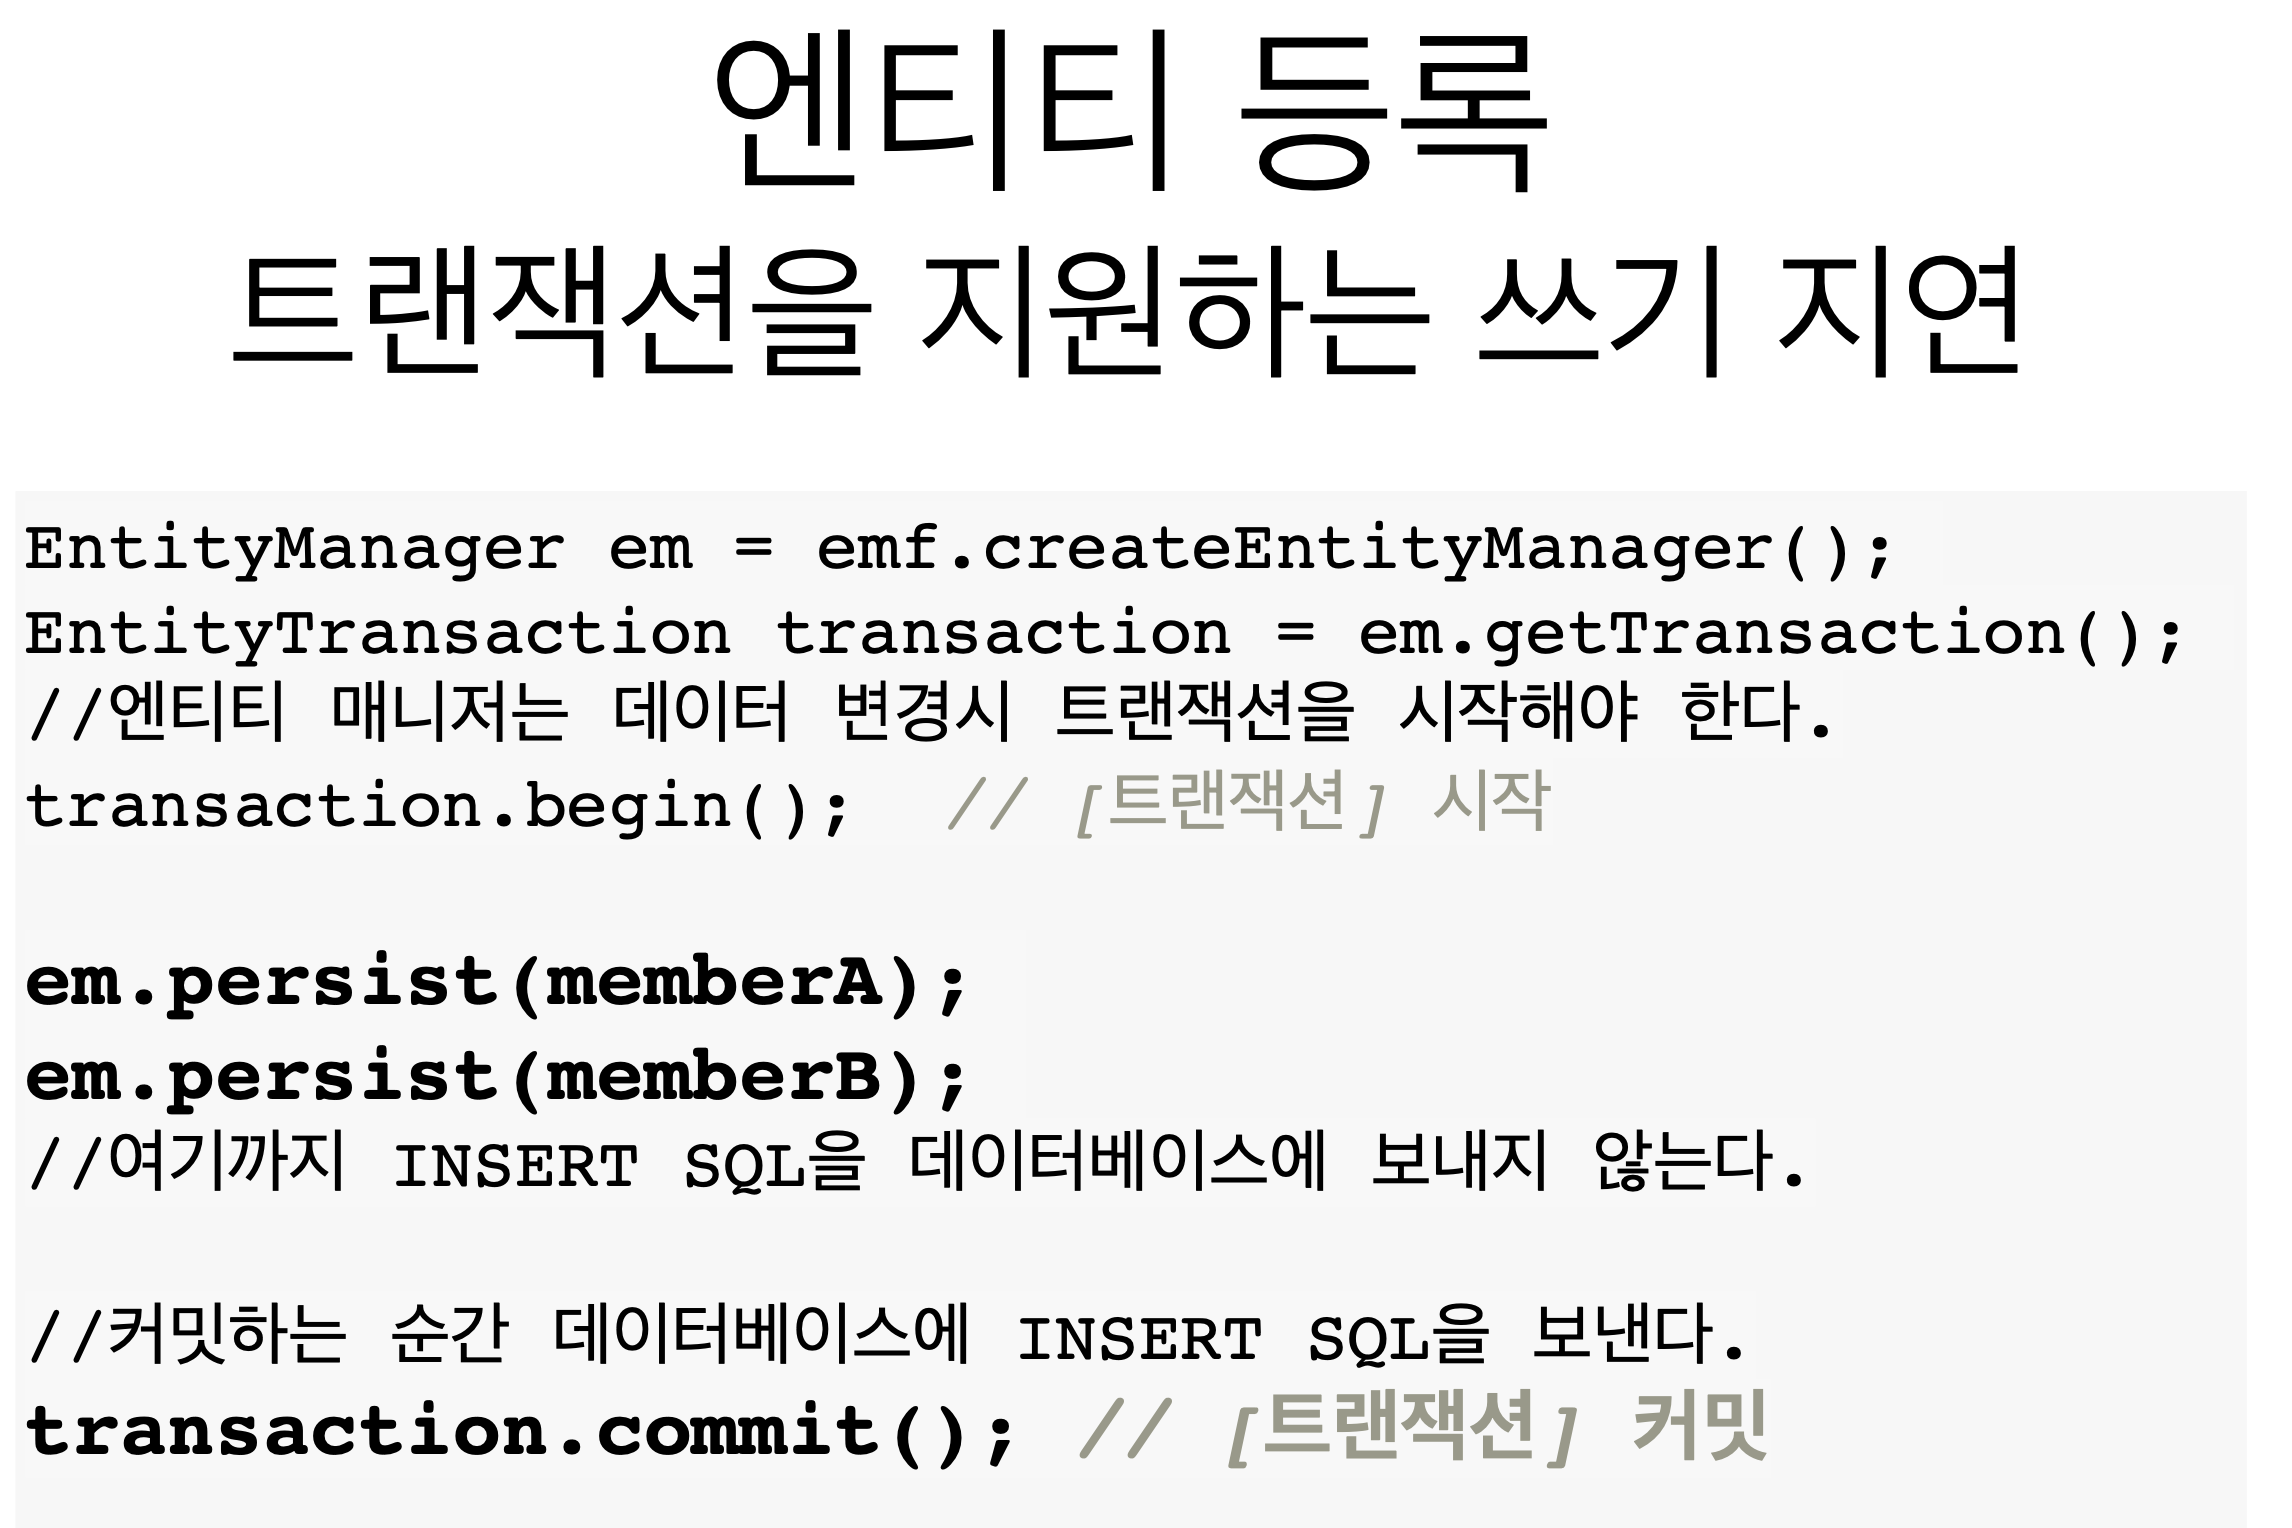 엔티티 등록
트랜잭션을 지원하는 쓰기 지연
EntityManager em = emf.createEntityManager();
EntityTransaction transaction = em.getTransaction();
//엔티티 매니저는 데이터 변경시 트랜잭션을 시작해야 한다.
transaction.begin();  // [트랜잭션] 시작
em.persist(memberA);
em.persist(memberB);
//여기까지 INSERT SQL을 데이터베이스에 보내지 않는다.
//커밋하는 순간 데이터베이스에 INSERT SQL을 보낸다.
transaction.commit(); // [트랜잭션] 커밋